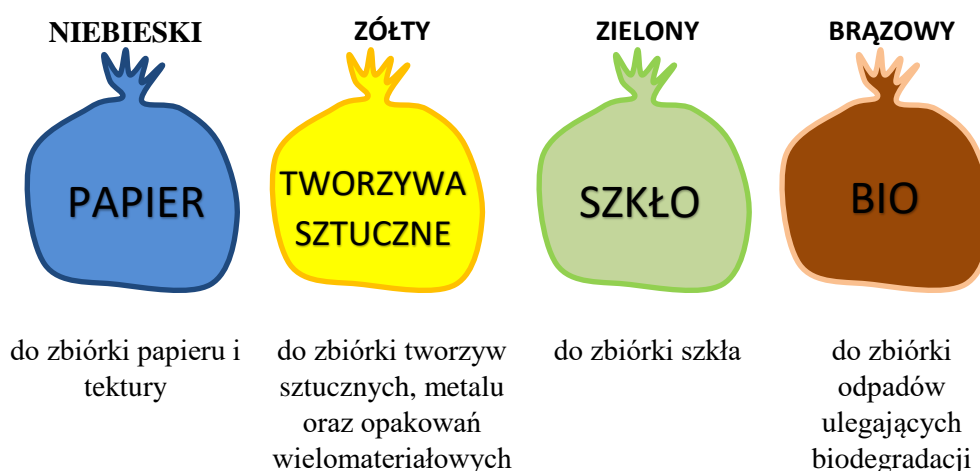 NIEBIESKI
ZÓŁTY
ZIELONY
BRĄZOWY
PAPIER
TWORZYWA
SZTUCZNE
SZKŁO
BIO
do zbiórki papieru i
tektury
do zbiórki tworzyw
sztucznych, metalu
oraz opakowań
wielomateriałowych
do zbiórki szkła
do zbiórki
odpadów
ulegających
biodegradacji